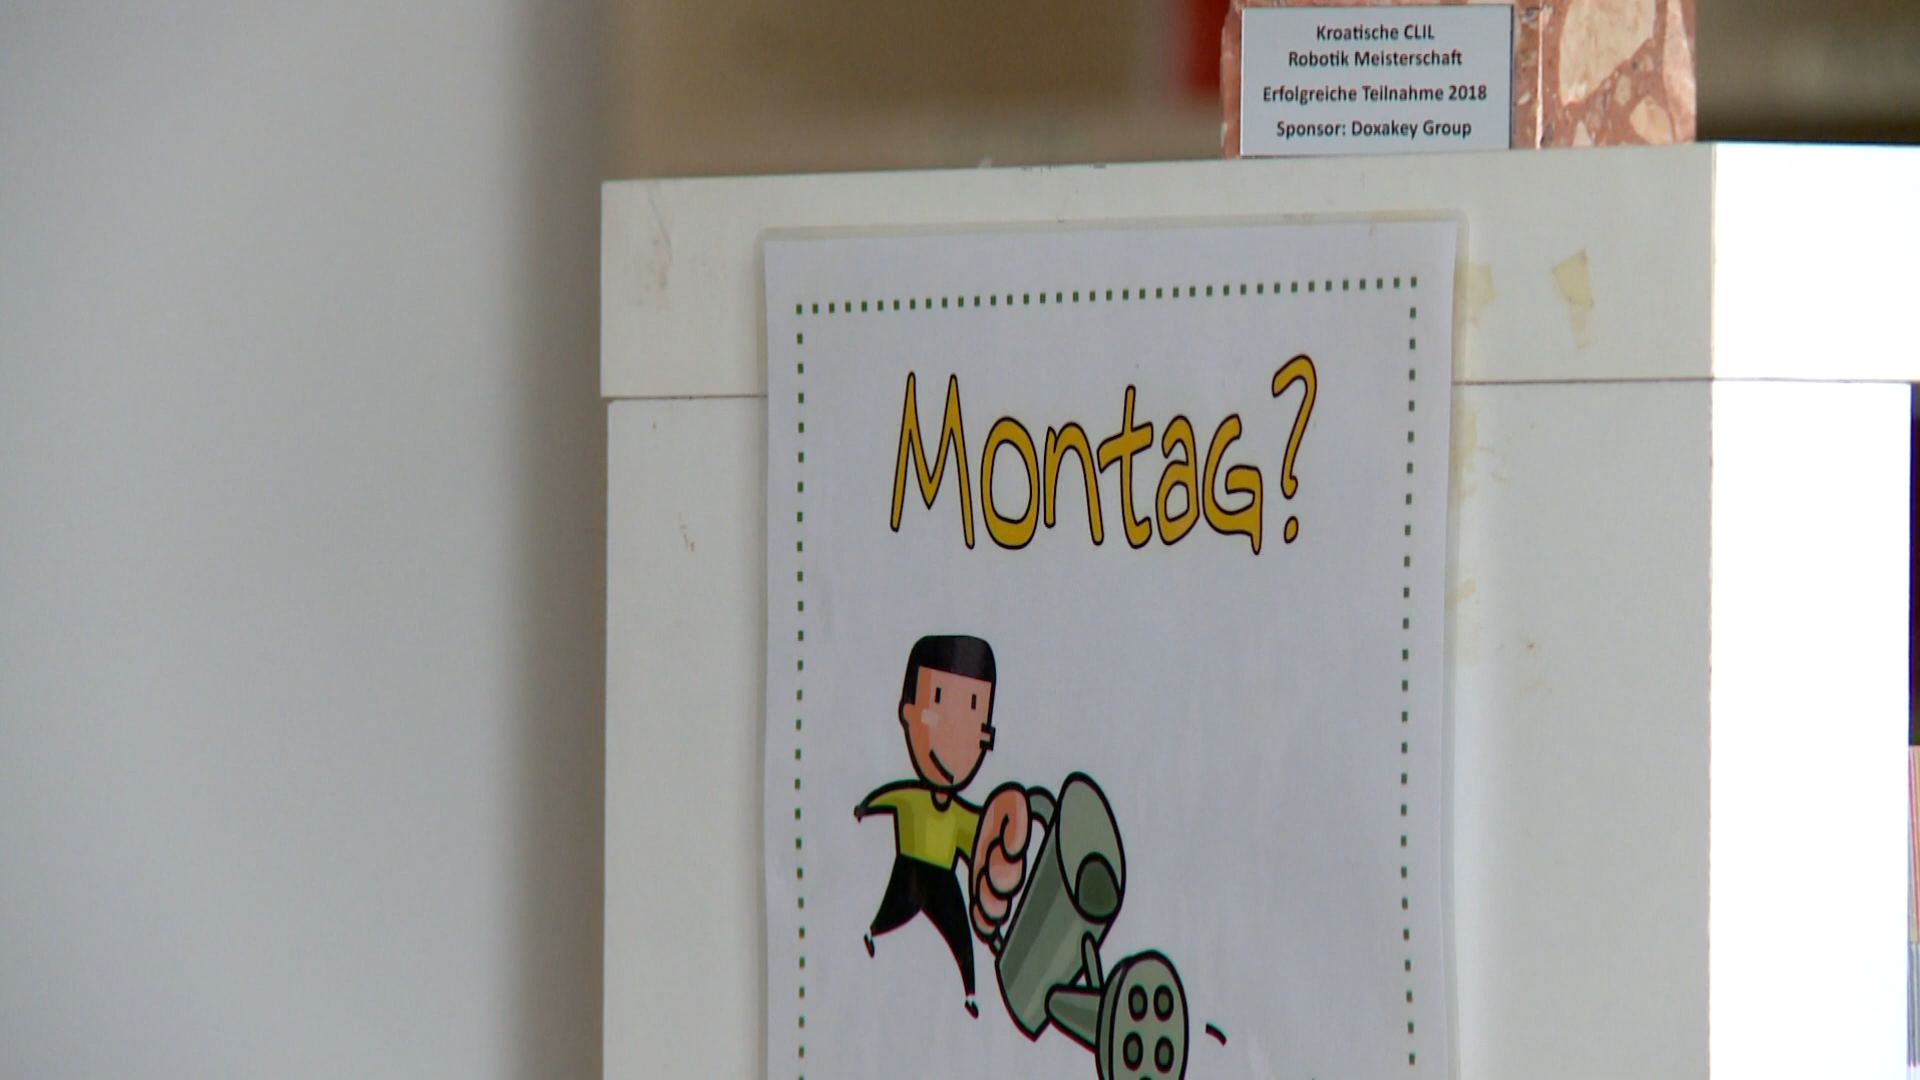 Kroatische CLIL
Robotik Meisterschaft
Erfolgreiche Teilnahme 2018
Sponsor: Doxakey Group
Montag?